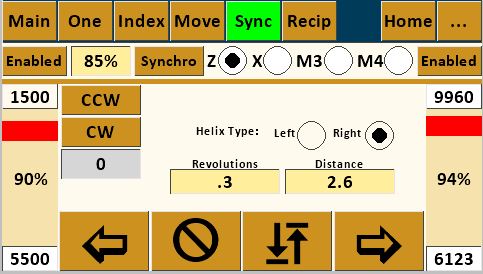 Main One Index Move Sync Recip Home ...
Enabled 85% Synchro Z X M3 M4 Enabled
1500 CCW 9960
CW Helix Type: Left Right
90% 0 94%
Revolutions Distance
.3 2.6
5500 6123